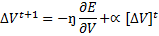 ΔV^{t+1} = −ŋ ∂E/∂V +∝ [ΔV]^t